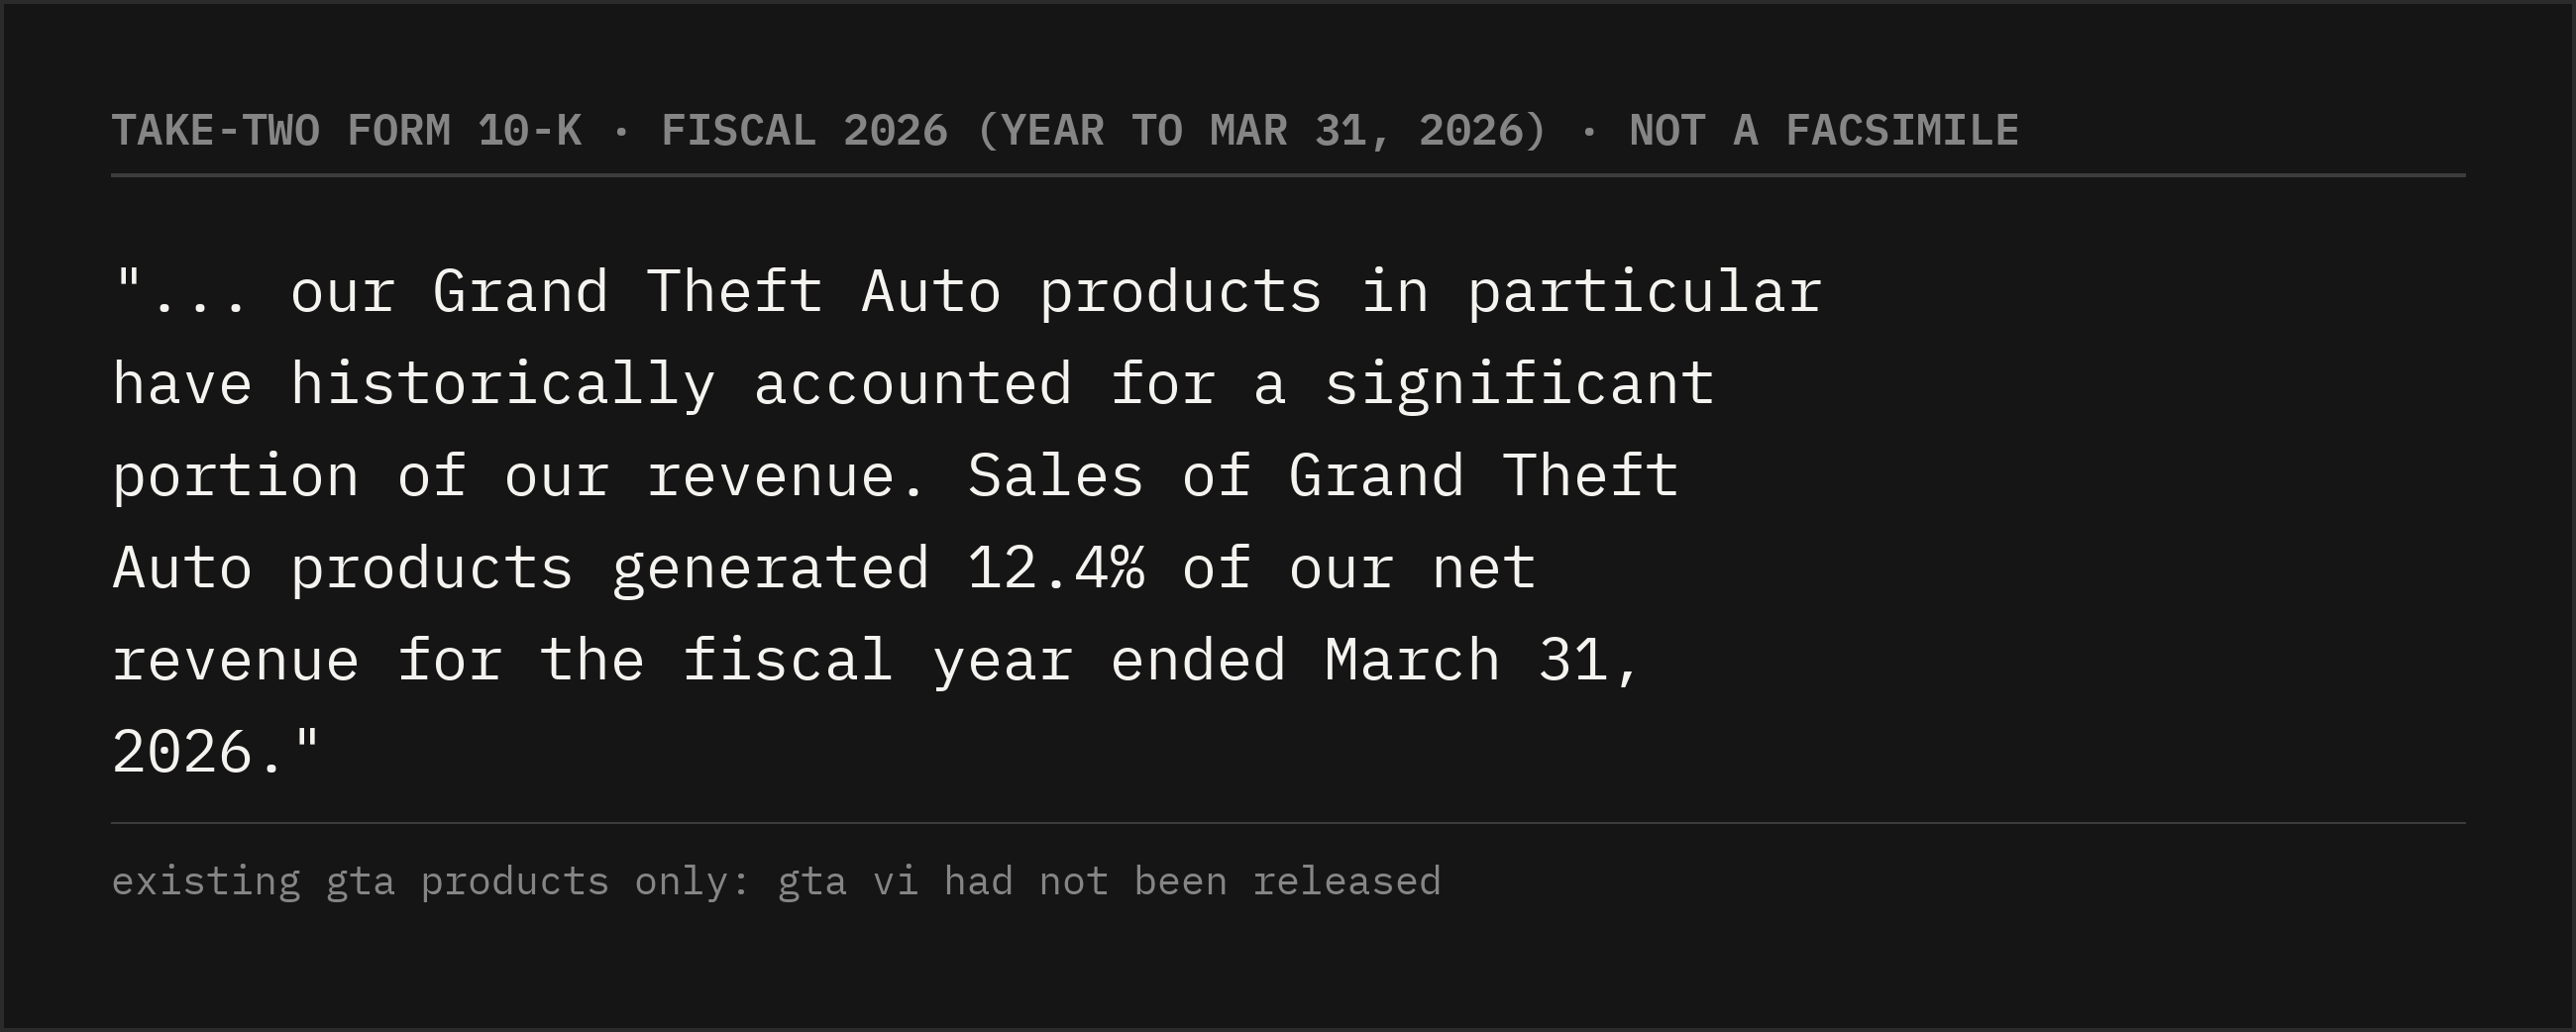 TAKE-TWO FORM 10-K · FISCAL 2026 (YEAR TO MAR 31, 2026) · NOT A FACSIMILE
"... our Grand Theft Auto products in particular
have historically accounted for a significant
portion of our revenue. Sales of Grand Theft
Auto products generated 12.4% of our net
revenue for the fiscal year ended March 31,
2026."
existing gta products only: gta vi had not been released